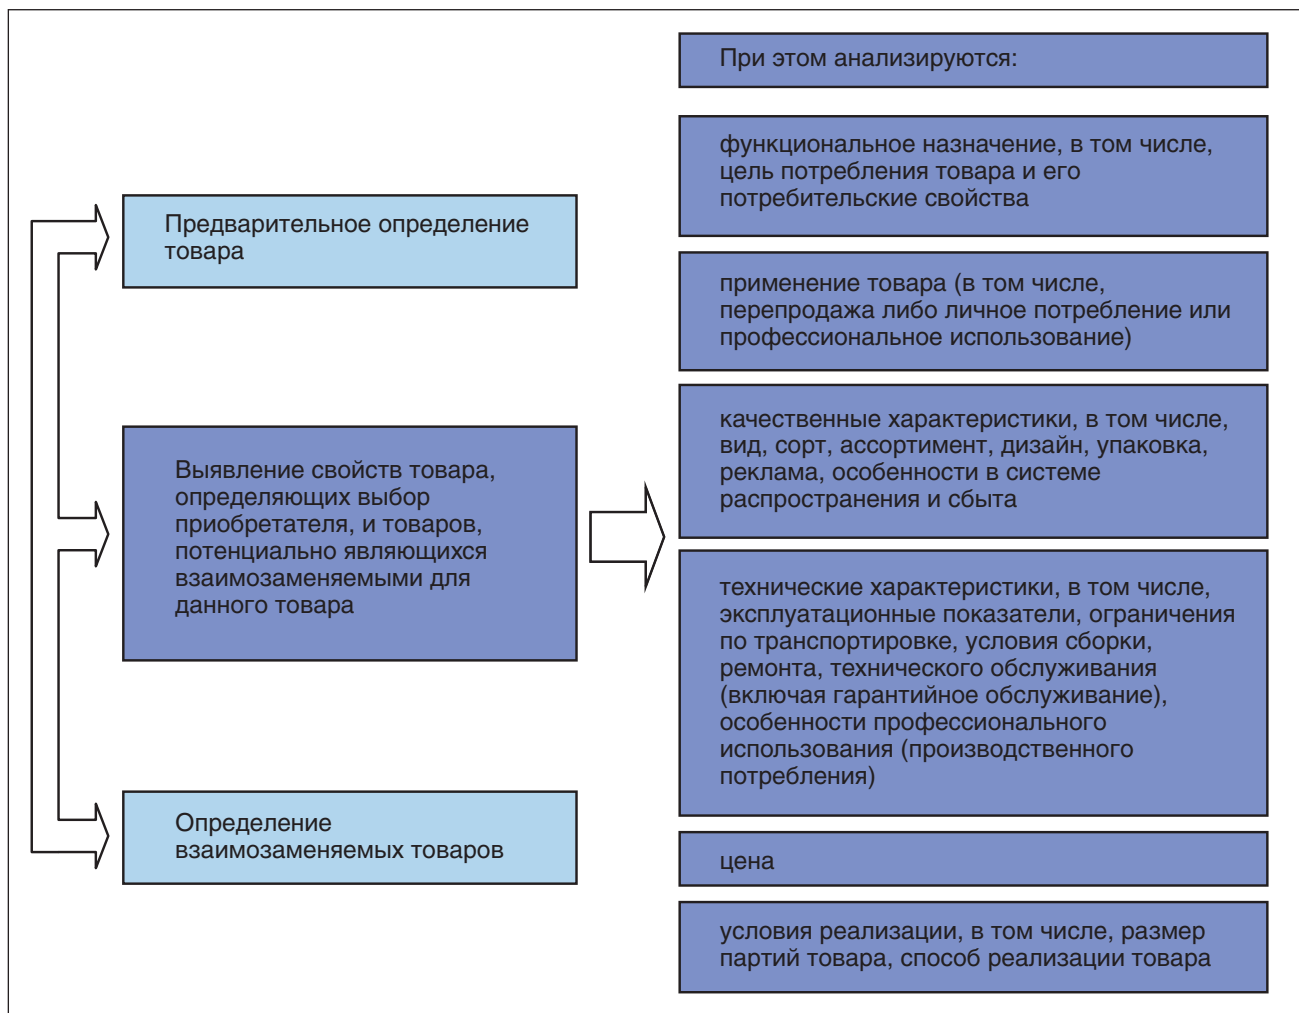 Предварительное определение
товара
Выявление свойств товара,
определяющих выбор
приобретателя, и товаров,
потенциально являющихся
взаимозаменяемыми для
данного товара
Определение
взаимозаменяемых товаров
При этом анализируются:
функциональное назначение, в том числе,
цель потребления товара и его
потребительские свойства
применение товара (в том числе,
перепродажа либо личное потребление или
профессиональное использование)
качественные характеристики, в том числе,
вид, сорт, ассортимент, дизайн, упаковка,
реклама, особенности в системе
распространения и сбыта
технические характеристики, в том числе,
эксплуатационные показатели, ограничения
по транспортировке, условия сборки,
ремонта, технического обслуживания
(включая гарантийное обслуживание),
особенности профессионального
использования (производственного
потребления)
цена
условия реализации, в том числе, размер
партий товара, способ реализации товара